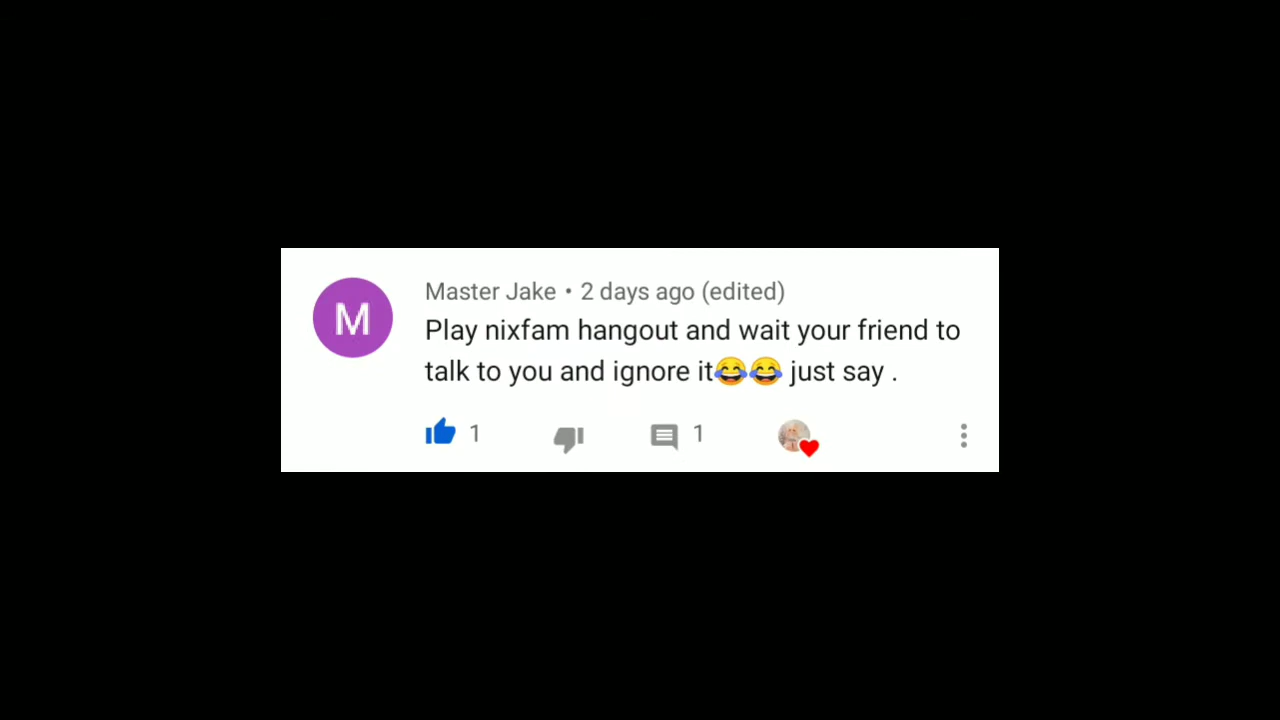 M
Master Jake • 2 days ago (edited)
Play nixfam hangout and wait your friend to
talk to you and ignore it😂😂 just say .
1 1